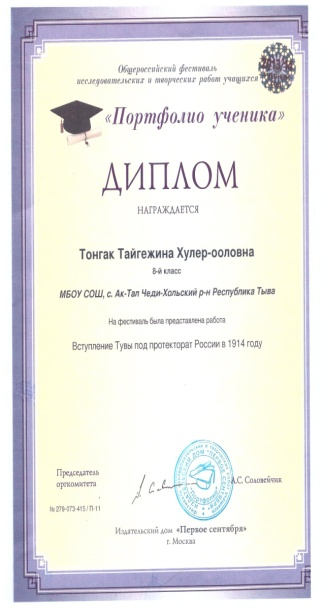 Общероссийский фестиваль
исследовательских и творческих работ учащихся
«Портфолио ученика»
ДИПЛОМ
НАГРАЖДАЕТСЯ
Тонгак Тайгежина Хулер-ооловна
8-й класс
МБОУ СОШ, с. Ак-Тал Чеди-Хольский р-н Республика Тыва
На фестиваль была представлена работа
Вступление Тувы под протекторат России в 1914 году
Председатель
оргкомитета
А.С. Соловейчик
№ 279-073-415 / П-11
Издательский дом «Первое сентября»
г. Москва